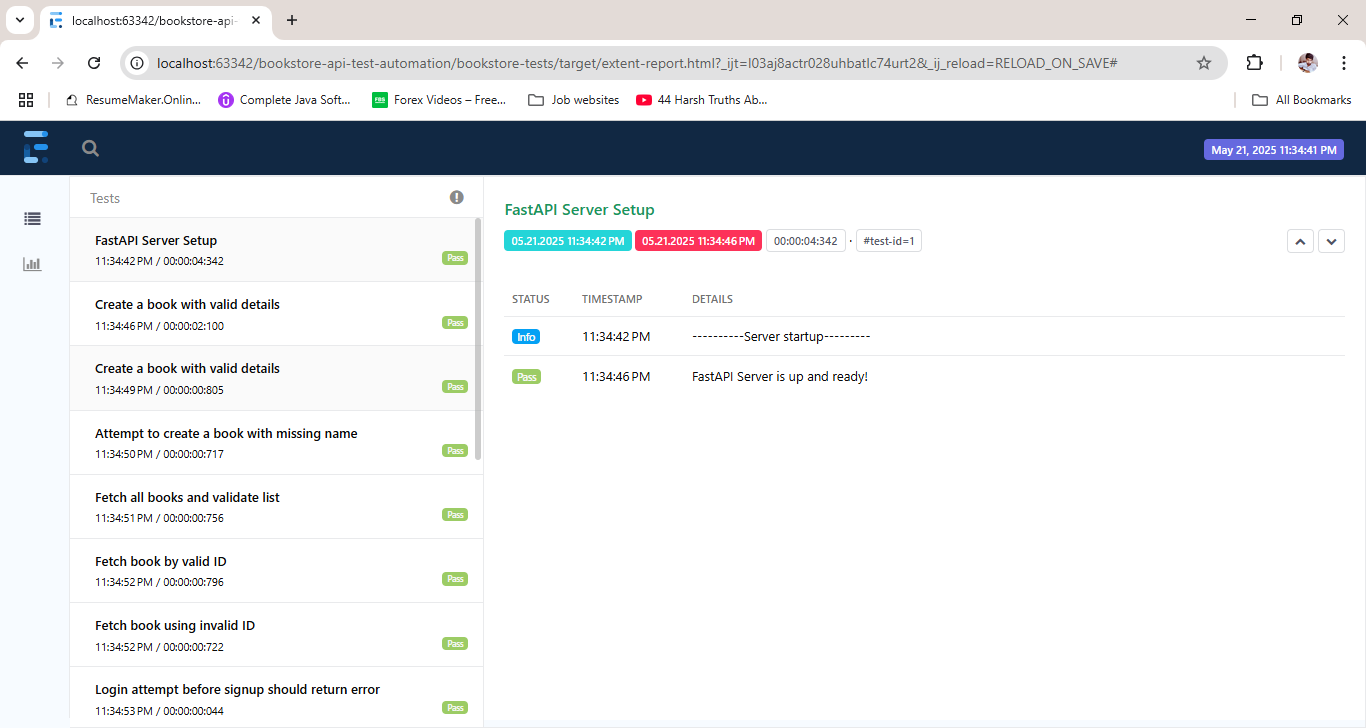 localhost:63342/bookstore-api-
localhost:63342/bookstore-api-test-automation/bookstore-tests/target/extent-report.html?_ijt=l03aj8actr028uhbatlc74urt2&_ij_reload=RELOAD_ON_SAVE#
ResumeMaker.Onlin... Complete Java Soft... Forex Videos – Free... Job websites 44 Harsh Truths Ab... All Bookmarks
May 21, 2025 11:34:41 PM
Tests
FastAPI Server Setup
11:34:42 PM / 00:00:04:342 Pass
Create a book with valid details
11:34:46 PM / 00:00:02:100 Pass
Create a book with valid details
11:34:49 PM / 00:00:00:805 Pass
Attempt to create a book with missing name
11:34:50 PM / 00:00:00:717 Pass
Fetch all books and validate list
11:34:51 PM / 00:00:00:756 Pass
Fetch book by valid ID
11:34:52 PM / 00:00:00:796 Pass
Fetch book using invalid ID
11:34:52 PM / 00:00:00:722 Pass
Login attempt before signup should return error
11:34:53 PM / 00:00:00:044 Pass
FastAPI Server Setup
05.21.2025 11:34:42 PM 05.21.2025 11:34:46 PM 00:00:04:342 · #test-id=1
STATUS TIMESTAMP DETAILS
Info 11:34:42 PM ----------Server startup---------
Pass 11:34:46 PM FastAPI Server is up and ready!